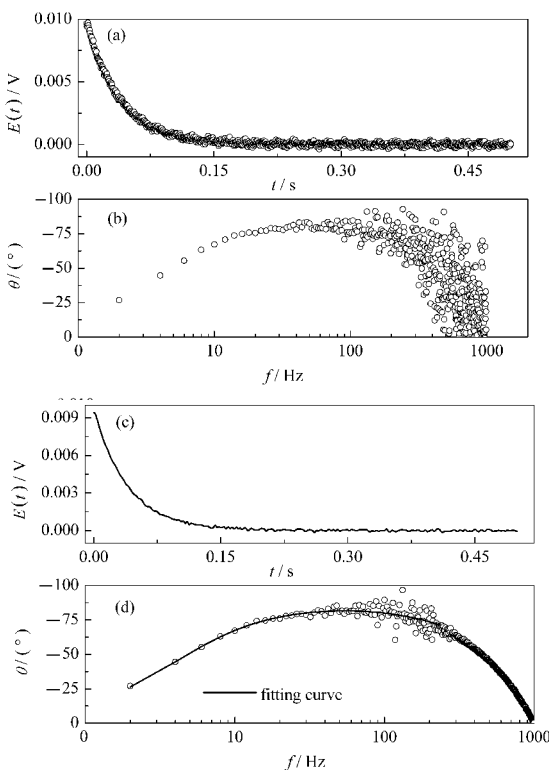 (a)
0.010
0.005
0.000
E(t) / V
0.00
0.15
0.30
0.45
t / s
(b)
−100
−75
−50
−25
0
θ/(°)
0
10
100
1000
f / Hz
(c)
0.009
0.006
0.003
0.000
E(t) / V
0.00
0.15
0.30
0.45
t / s
(d)
−100
−75
−50
−25
0
θ/(°)
fitting curve
0
10
100
1000
f / Hz